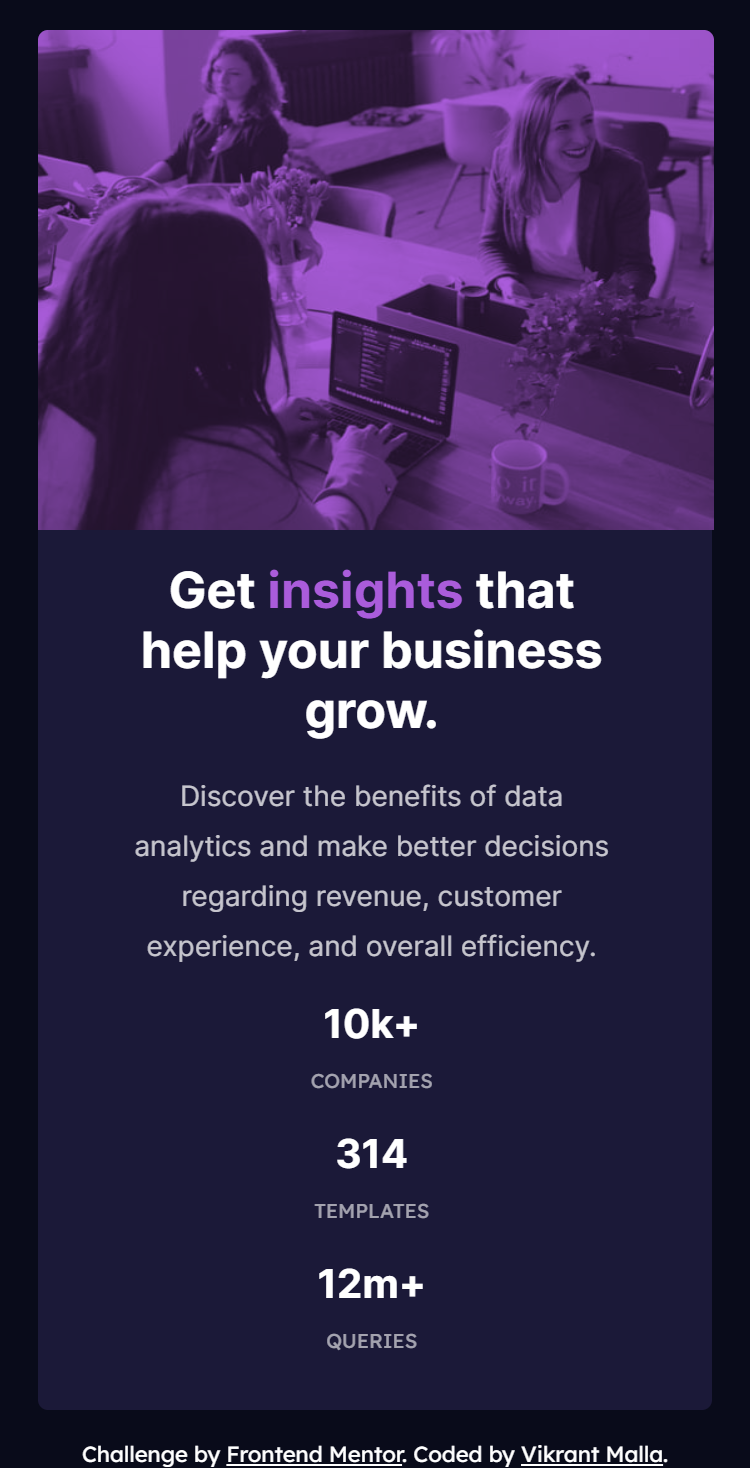 Get insights that
help your business
grow.
Discover the benefits of data
analytics and make better decisions
regarding revenue, customer
experience, and overall efficiency.
10k+
COMPANIES
314
TEMPLATES
12m+
QUERIES
Challenge by Frontend Mentor. Coded by Vikrant Malla.